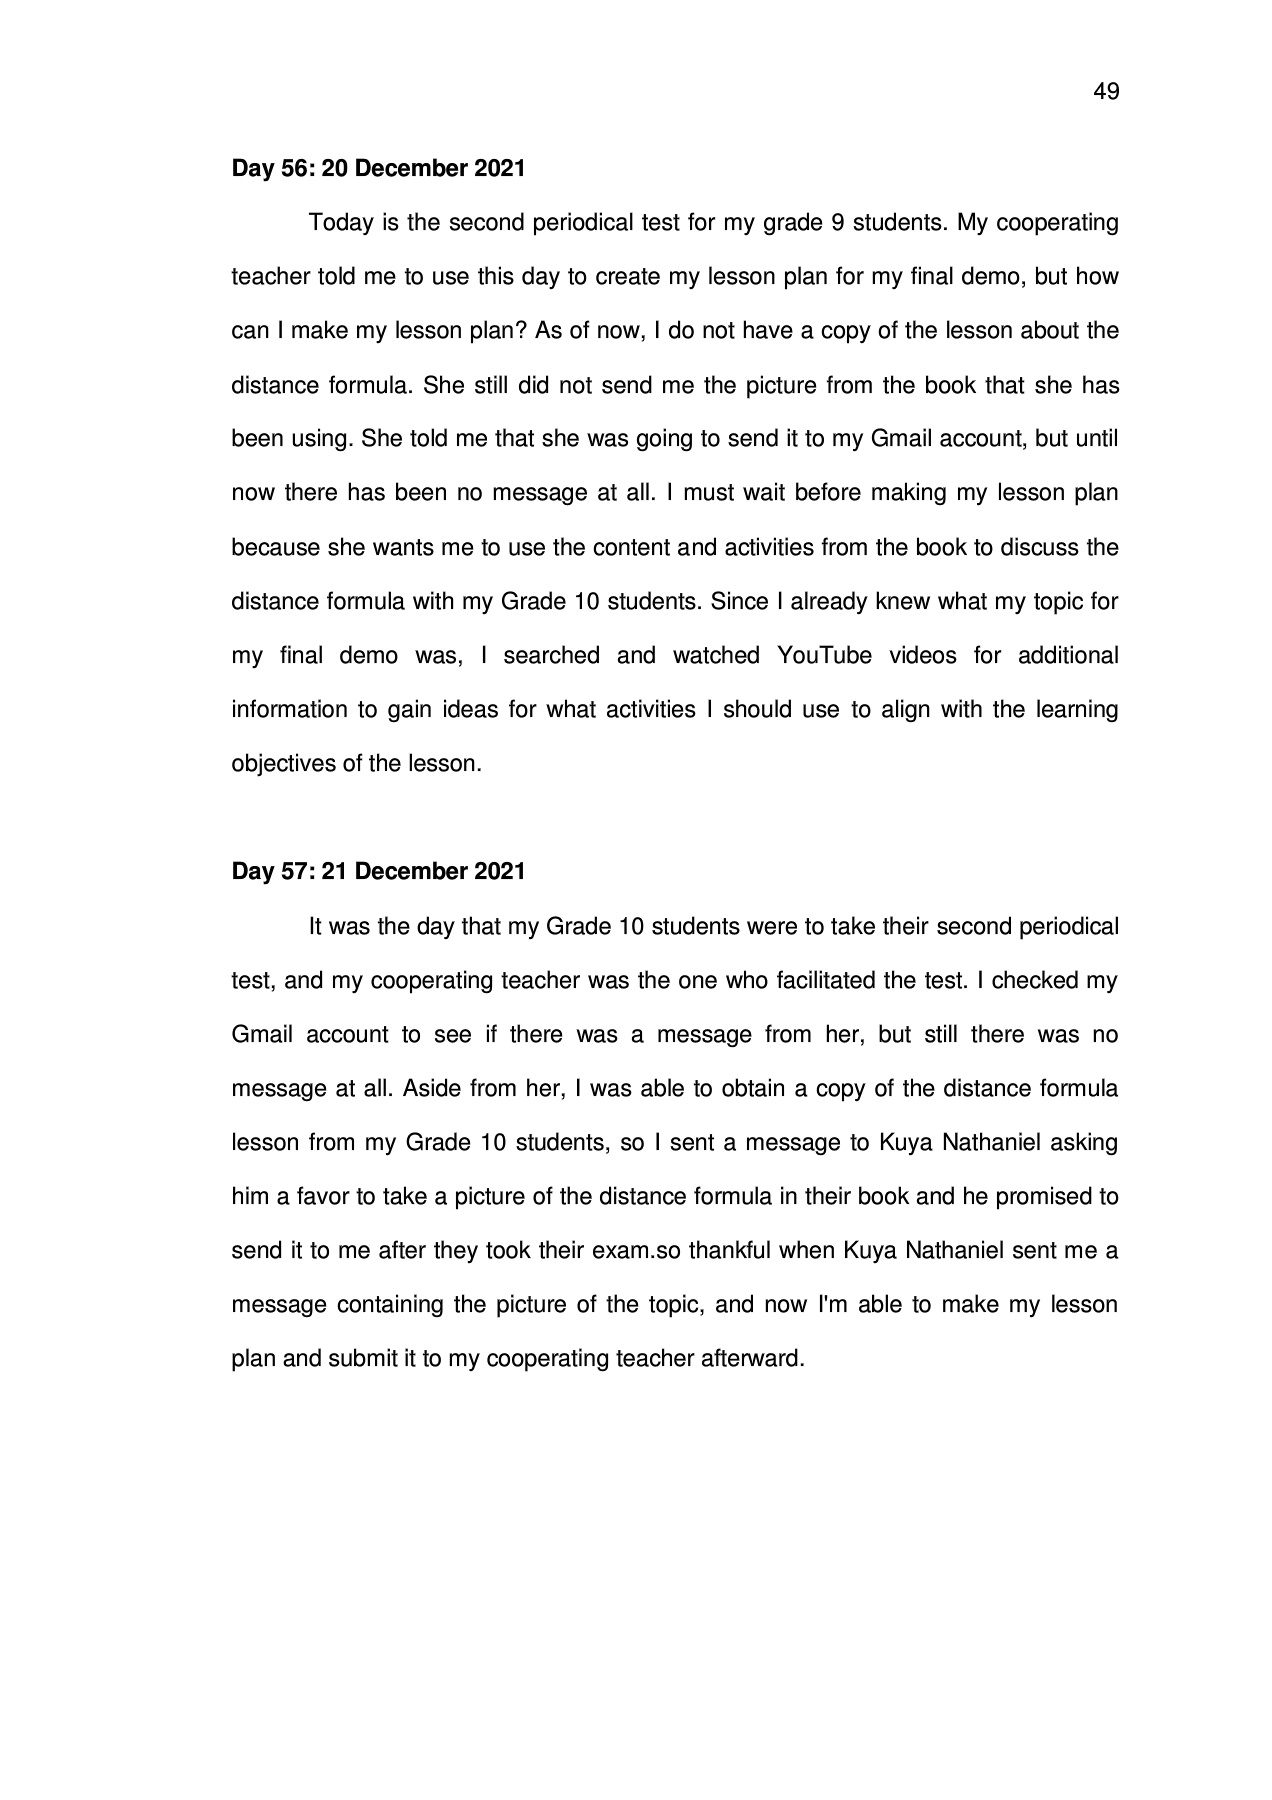 49
Day 56: 20 December 2021
Today is the second periodical test for my grade 9 students. My cooperating
teacher told me to use this day to create my lesson plan for my final demo, but how
can I make my lesson plan? As of now, I do not have a copy of the lesson about the
distance formula. She still did not send me the picture from the book that she has
been using. She told me that she was going to send it to my Gmail account, but until
now there has been no message at all. I must wait before making my lesson plan
because she wants me to use the content and activities from the book to discuss the
distance formula with my Grade 10 students. Since I already knew what my topic for
my final demo was, I searched and watched YouTube videos for additional
information to gain ideas for what activities I should use to align with the learning
objectives of the lesson.
Day 57: 21 December 2021
It was the day that my Grade 10 students were to take their second periodical
test, and my cooperating teacher was the one who facilitated the test. I checked my
Gmail account to see if there was a message from her, but still there was no
message at all. Aside from her, I was able to obtain a copy of the distance formula
lesson from my Grade 10 students, so I sent a message to Kuya Nathaniel asking
him a favor to take a picture of the distance formula in their book and he promised to
send it to me after they took their exam.so thankful when Kuya Nathaniel sent me a
message containing the picture of the topic, and now I'm able to make my lesson
plan and submit it to my cooperating teacher afterward.